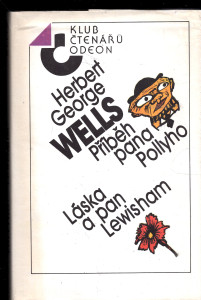 KLUB
ČTENÁŘŮ
ODEON
Herbert
George
WELLS
Příběh
pana
Pollyho
Láska
a pan
Lewisham